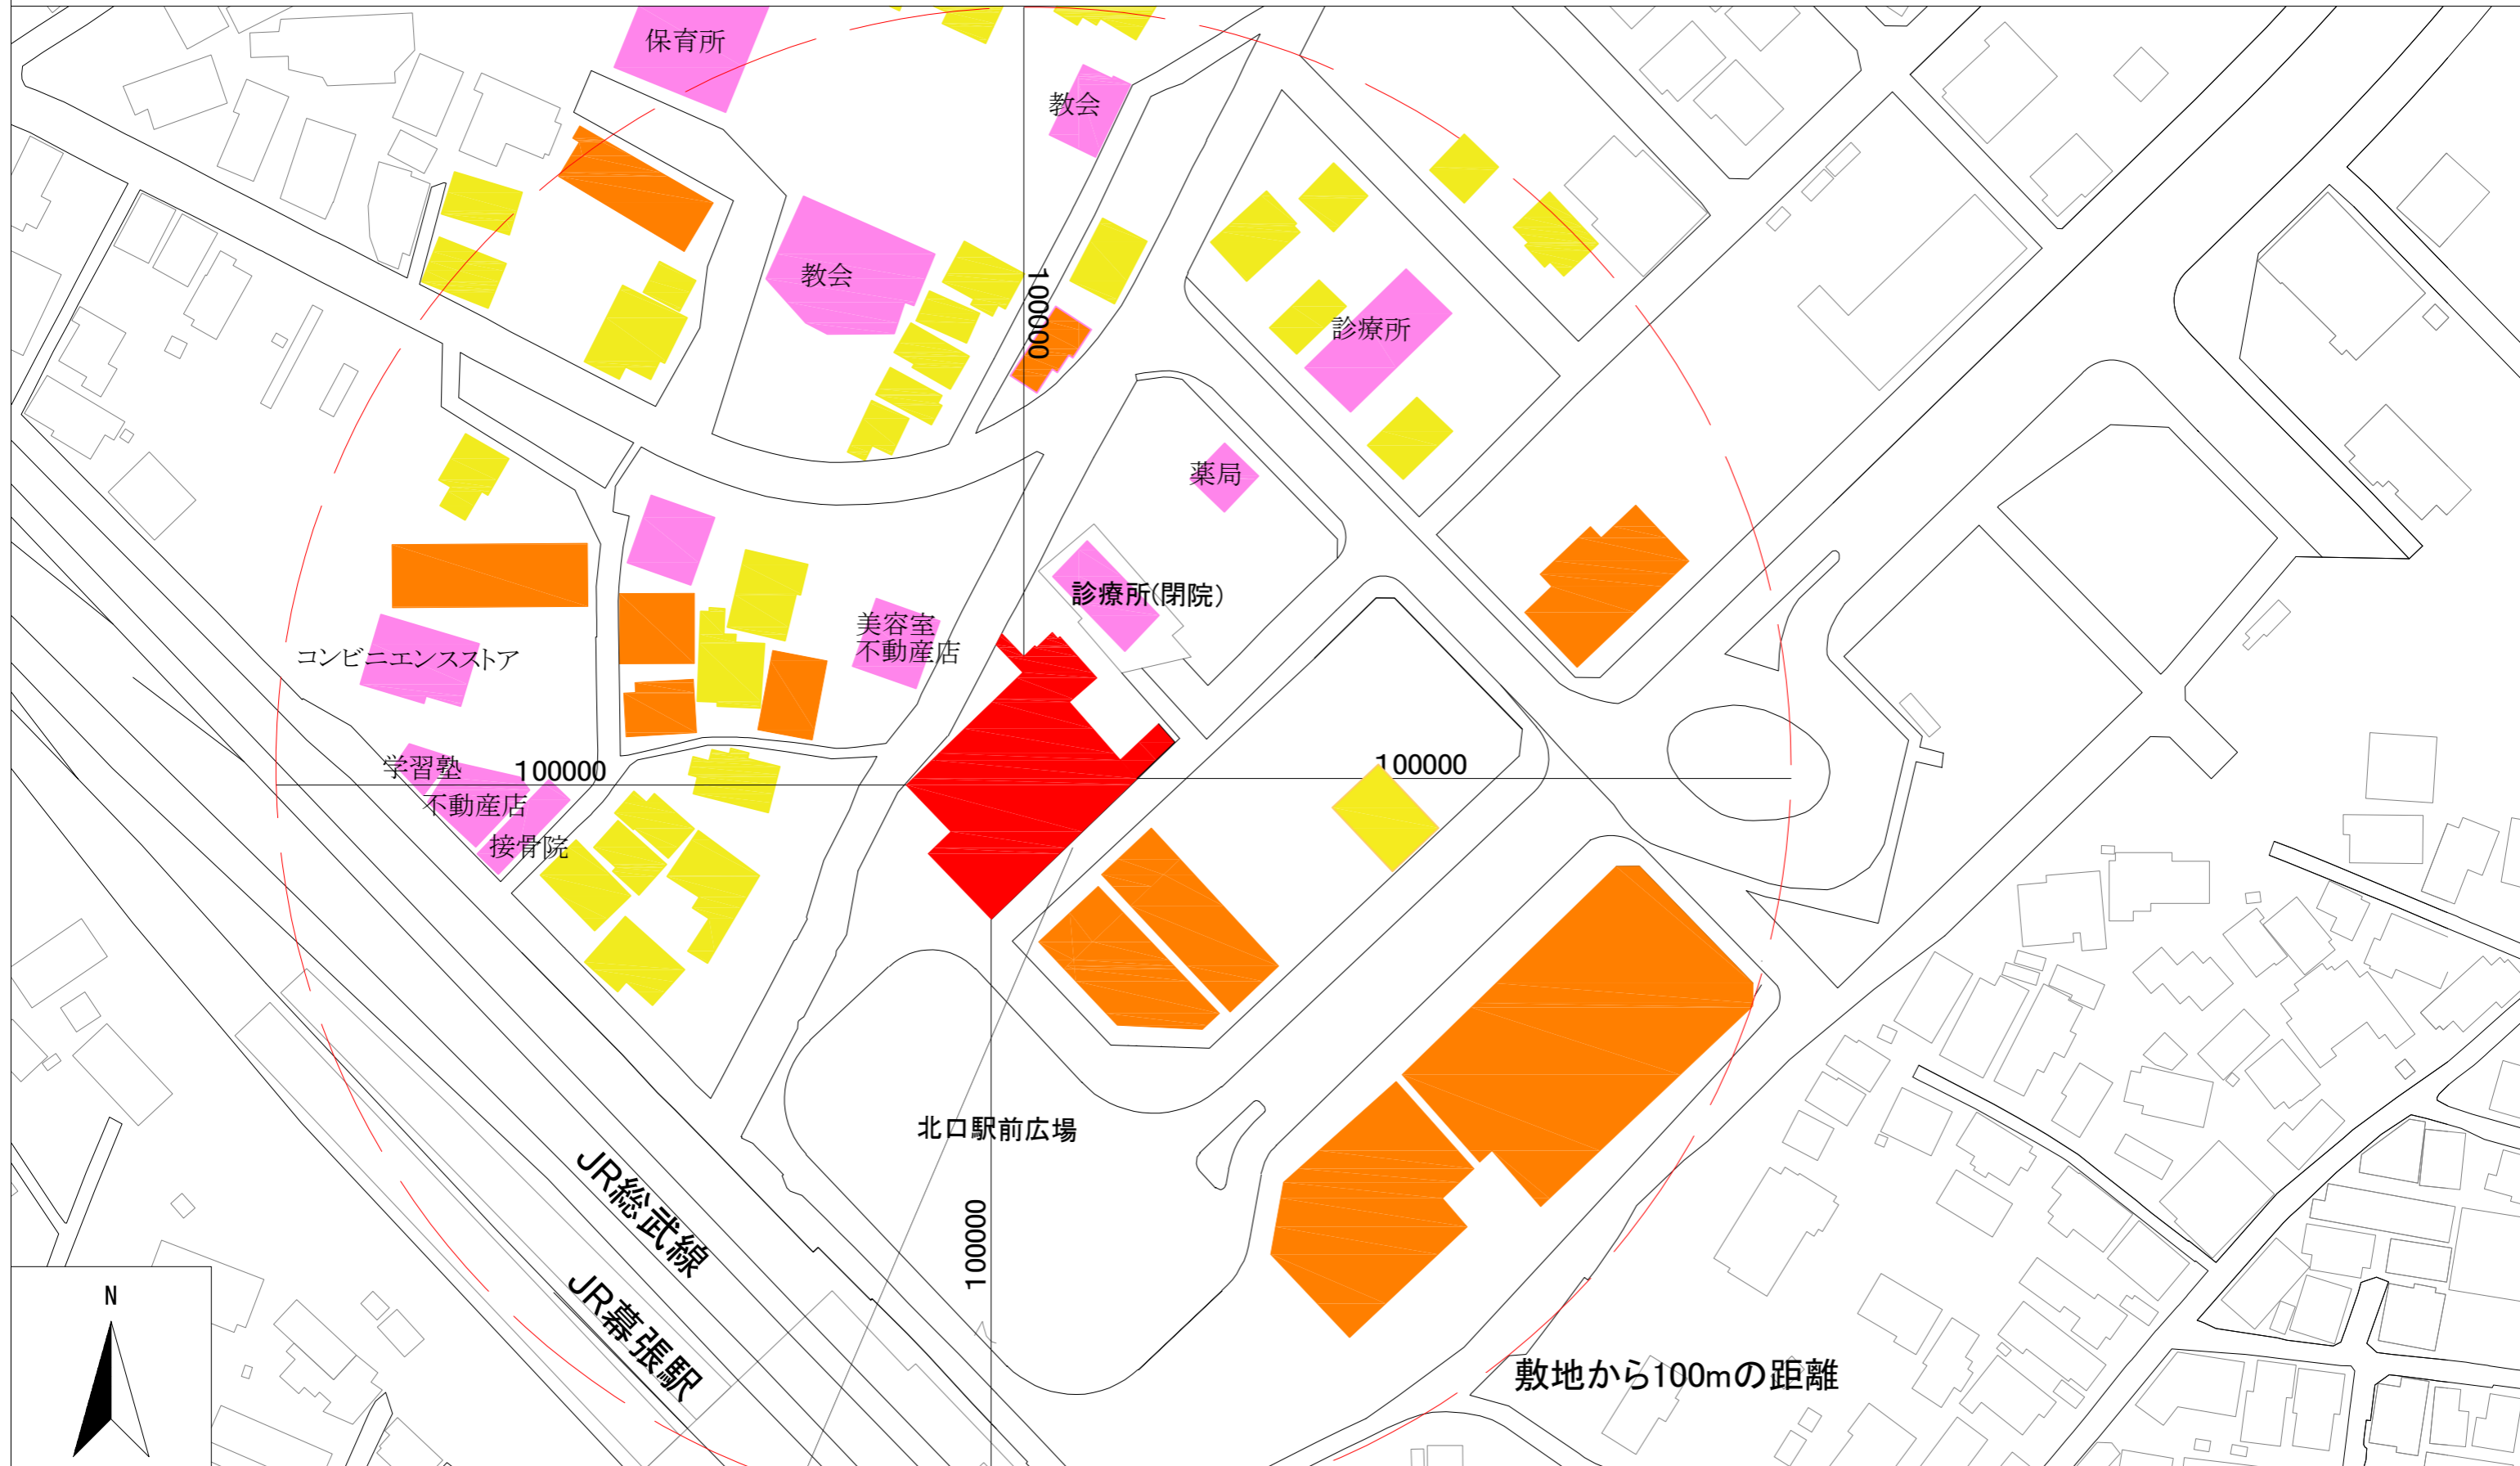 保育所
教会
教会
100000
診療所
薬局
診療所(閉院)
美容室
不動産店
コンビニエンスストア
学習塾
100000
100000
不動産店
接骨院
北口駅前広場
100000
JR総武線
JR幕張駅
N
敷地から100mの距離